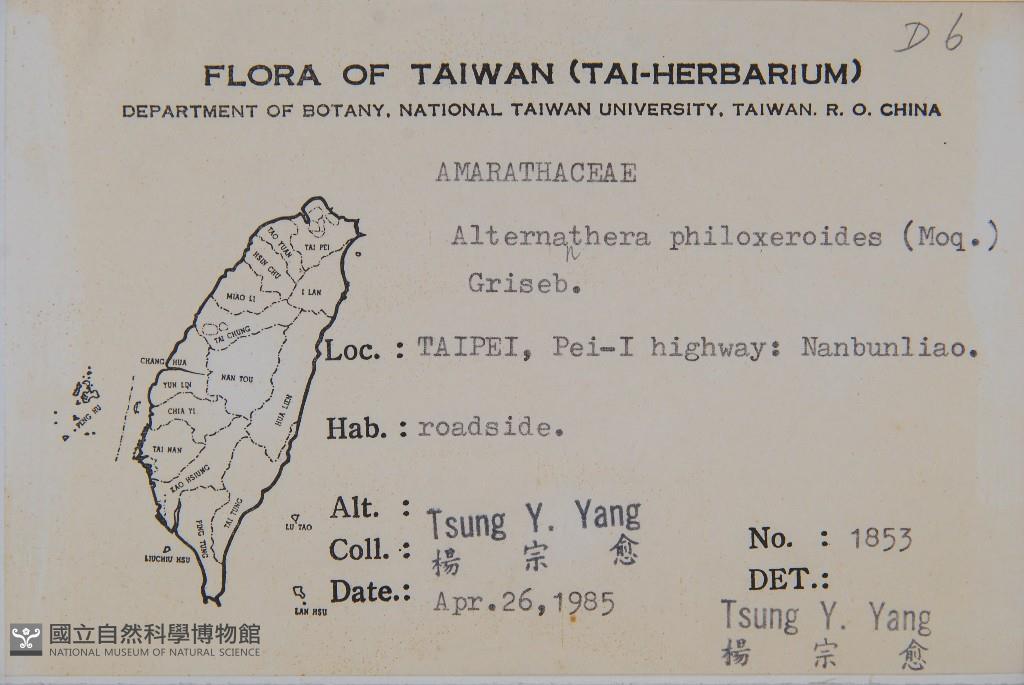 D 6
FLORA OF TAIWAN (TAI-HERBARIUM)
DEPARTMENT OF BOTANY, NATIONAL TAIWAN UNIVERSITY, TAIWAN. R. O. CHINA
AMARATHACEAE
Alternathera philoxeroides (Moq.)
n
Griseb.
Loc. : TAIPEI, Pei-I highway: Nanbunliao.
Hab. : roadside.
Alt. :
Coll. : Tsung Y. Yang
楊 宗 愈
Date.: Apr.26,1985
No. : 1853
DET.:
Tsung Y. Yang
楊 宗 愈
TAI PEI
TAO YUAN
HSIN CHU
I LAN
MIAO LI
TAI CHUNG
CHANG HUA
NAN TOU
YUN LIN
HUA LIEN
CHIA YI
PENG HU
TAI NAN
KAO HSIUNG
TAI TUNG
PING TUNG
LU TAO
LIUCHIU HSU
LAN HSU
國立自然科學博物館
NATIONAL MUSEUM OF NATURAL SCIENCE